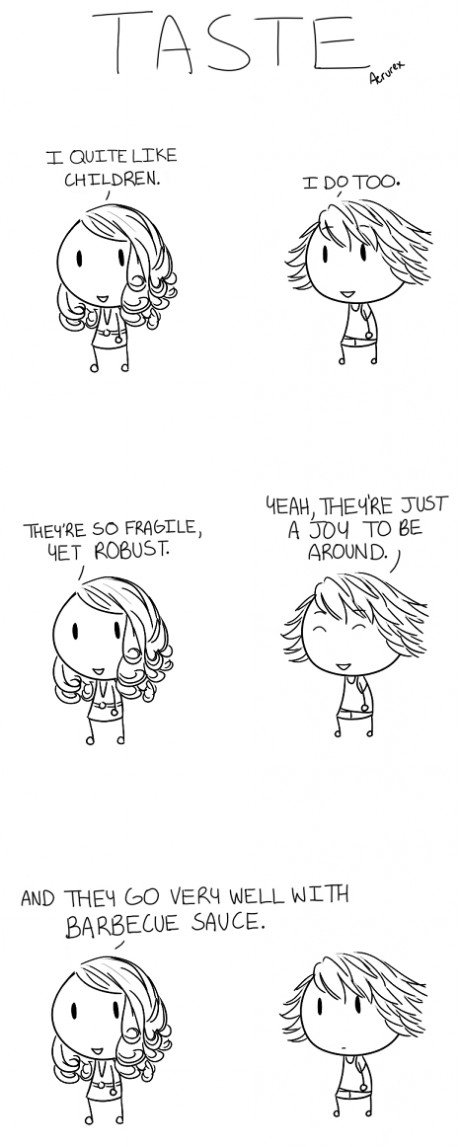 TASTE
Acrurex
I QUITE LIKE
CHILDREN.
I DO TOO.
THEY'RE SO FRAGILE,
YET ROBUST.
YEAH, THEY'RE JUST
A JOY TO BE
AROUND.
AND THEY GO VERY WELL WITH
BARBECUE SAUCE.